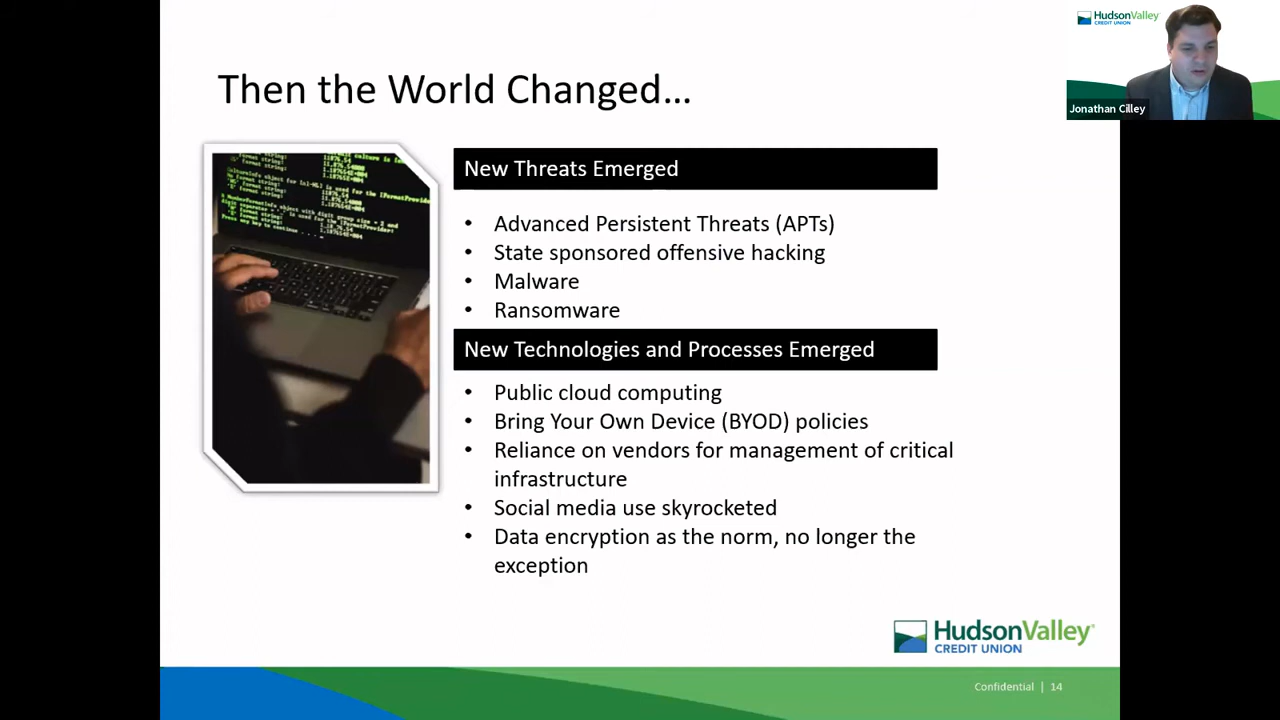 HudsonValley
CREDIT UNION
Jonathan Cilley
Then the World Changed...
New Threats Emerged
• Advanced Persistent Threats (APTs)
• State sponsored offensive hacking
• Malware
• Ransomware
New Technologies and Processes Emerged
• Public cloud computing
• Bring Your Own Device (BYOD) policies
• Reliance on vendors for management of critical
infrastructure
• Social media use skyrocketed
• Data encryption as the norm, no longer the
exception
HudsonValley®
CREDIT UNION
Confidential | 14